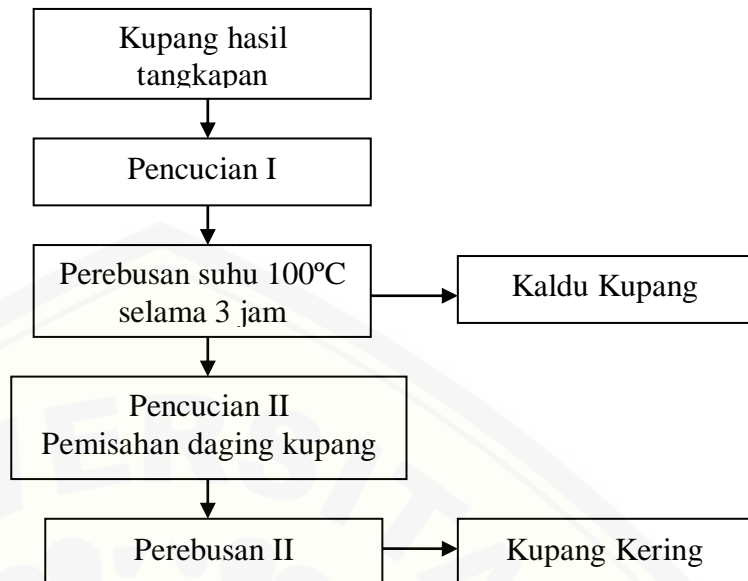 Kupang hasil
tangkapan
Pencucian I
Perebusan suhu 100ºC
selama 3 jam
Kaldu Kupang
Pencucian II
Pemisahan daging kupang
Perebusan II
Kupang Kering